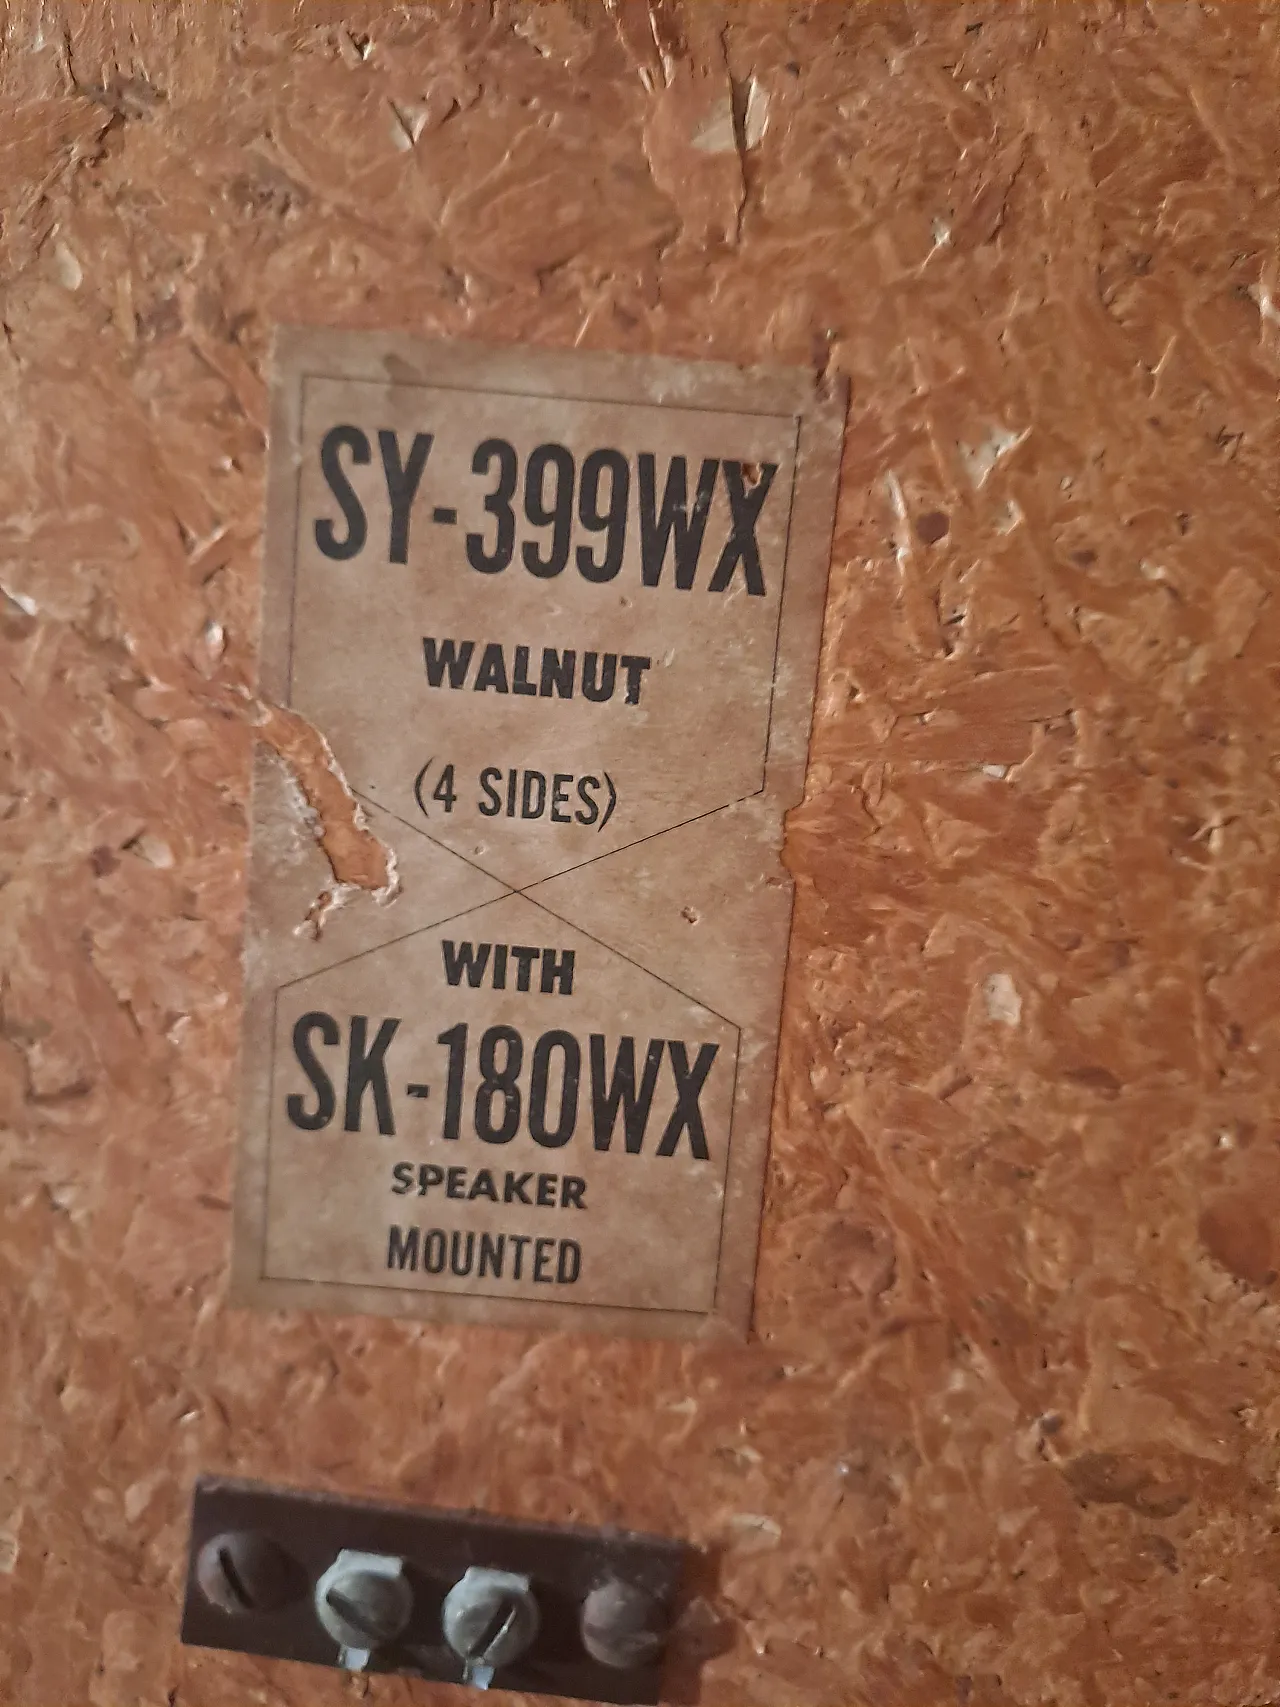 SY-399WX
WALNUT
(4 SIDES)
WITH
SK-180WX
SPEAKER
MOUNTED